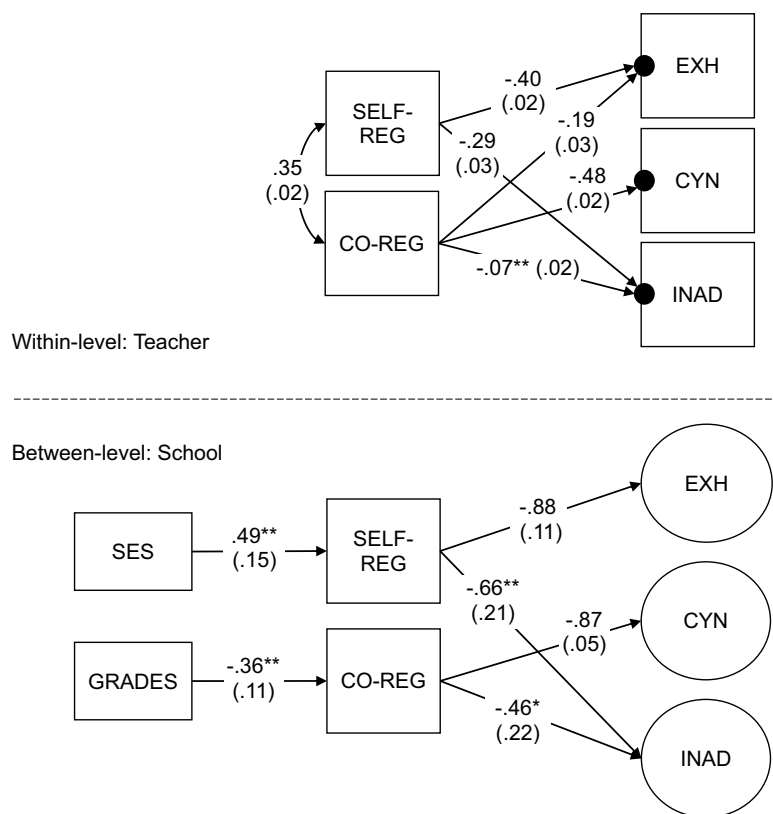 EXH
-.40
(.02)
SELF-
REG
-.19
(.03)
-.29
(.03)
.35
(.02)
-.48
(.02)
CYN
CO-REG
-.07** (.02)
INAD
Within-level: Teacher
Between-level: School
EXH
-.88
(.11)
SES
.49**
(.15)
SELF-
REG
-.66**
(.21)
-.87
(.05)
CYN
GRADES
-.36**
(.11)
CO-REG
-.46*
(.22)
INAD